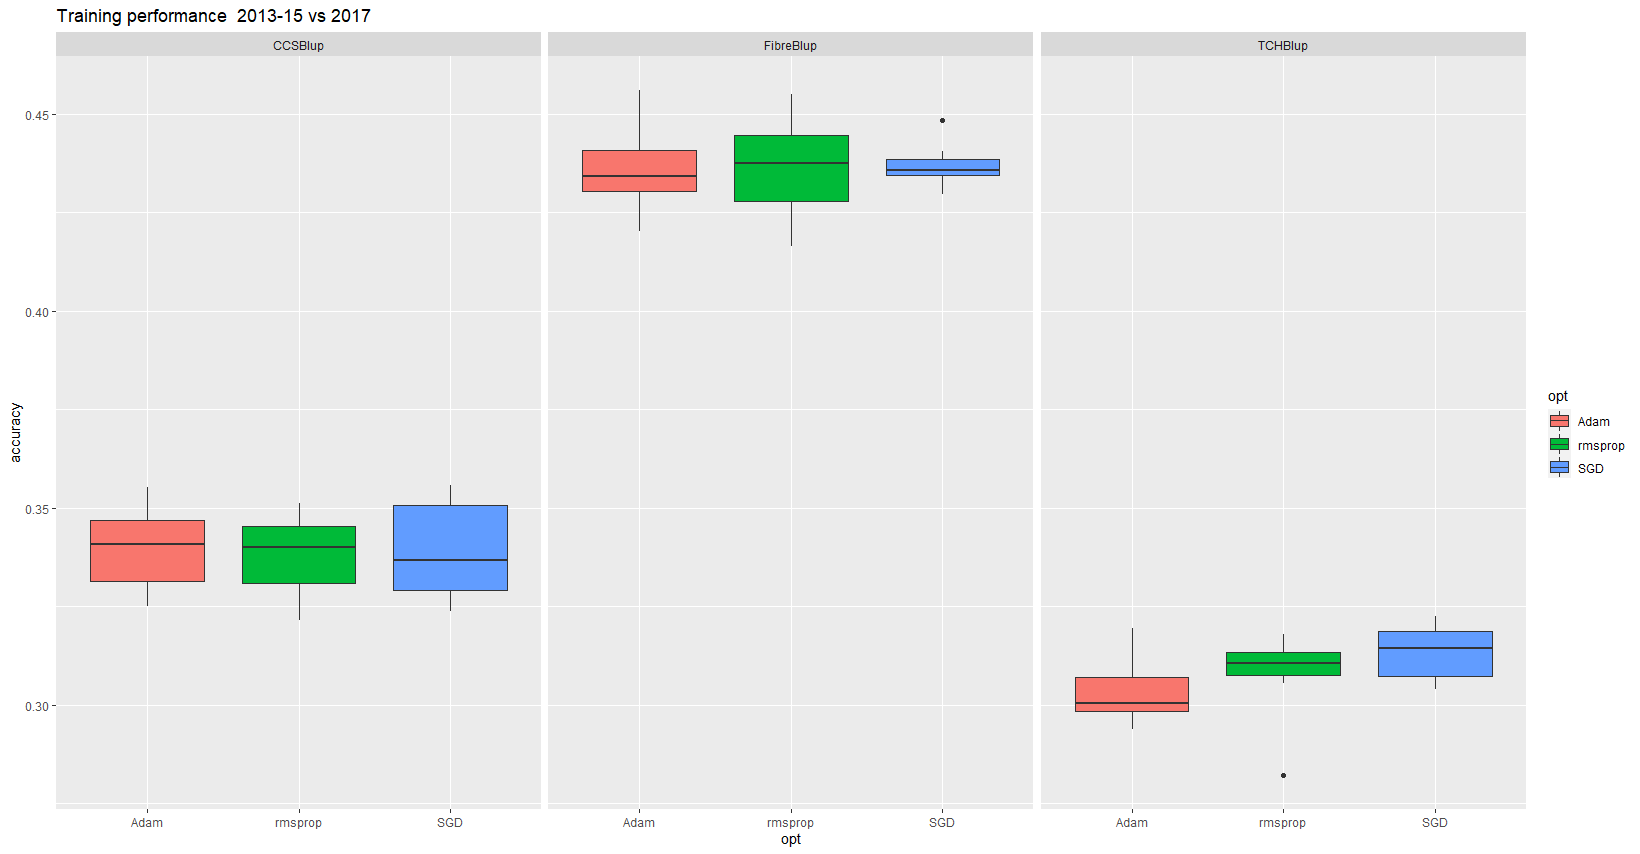 Training performance  2013-15 vs 2017
CCSBlup
FibreBlup
TCHBlup
accuracy
0.45
0.40
0.35
0.30
Adam
rmsprop
SGD
Adam
rmsprop
SGD
Adam
rmsprop
SGD
opt
opt
Adam
rmsprop
SGD